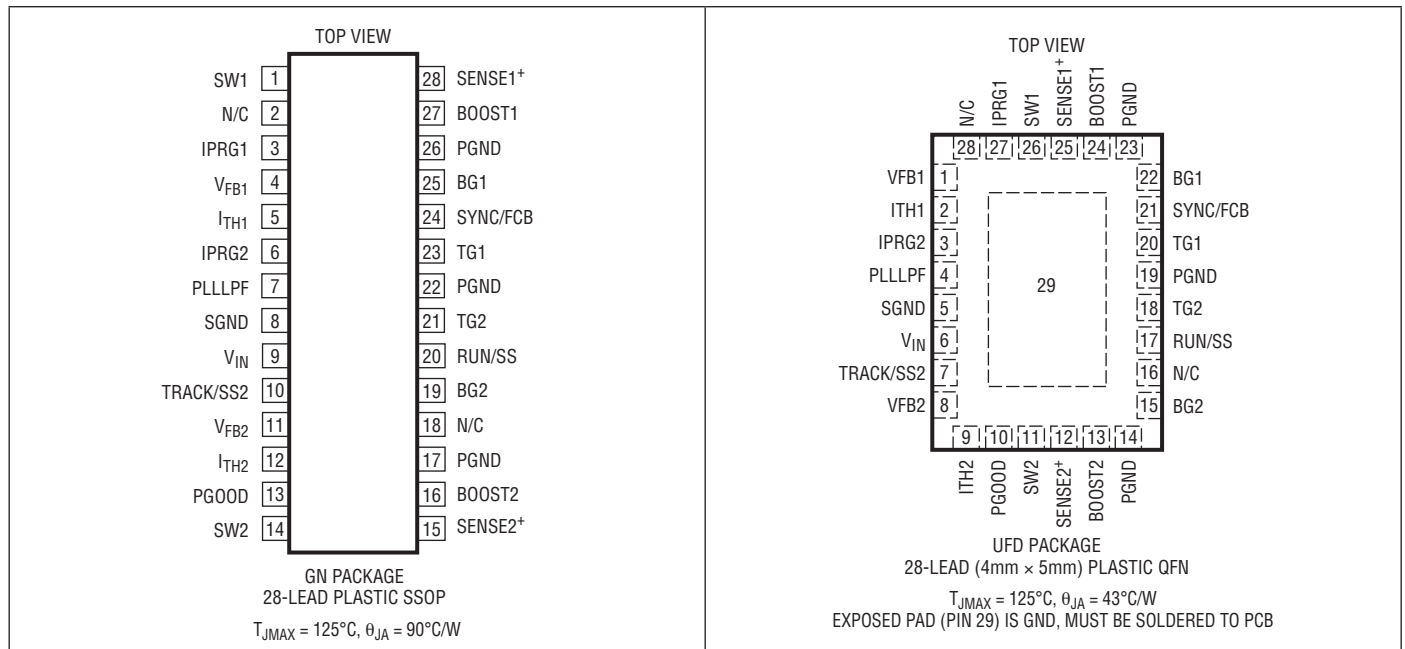 TOP VIEW
SW1 1 28 SENSE1+
N/C 2 27 BOOST1
IPRG1 3 26 PGND
VFB1 4 25 BG1
ITH1 5 24 SYNC/FCB
IPRG2 6 23 TG1
PLLLPF 7 22 PGND
SGND 8 21 TG2
VIN 9 20 RUN/SS
TRACK/SS2 10 19 BG2
VFB2 11 18 N/C
ITH2 12 17 PGND
PGOOD 13 16 BOOST2
SW2 14 15 SENSE2+
GN PACKAGE
28-LEAD PLASTIC SSOP
TJMAX = 125°C, θJA = 90°C/W
TOP VIEW
N/C IPRG1 SW1 SENSE1+ BOOST1 PGND
28 27 26 25 24 23
VFB1 1 22 BG1
ITH1 2 21 SYNC/FCB
IPRG2 3 20 TG1
PLLLPF 4 19 PGND
29
SGND 5 18 TG2
VIN 6 17 RUN/SS
TRACK/SS2 7 16 N/C
VFB2 8 15 BG2
9 10 11 12 13 14
ITH2 PGOOD SW2 SENSE2+ BOOST2 PGND
UFD PACKAGE
28-LEAD (4mm × 5mm) PLASTIC QFN
TJMAX = 125°C, θJA = 43°C/W
EXPOSED PAD (PIN 29) IS GND, MUST BE SOLDERED TO PCB